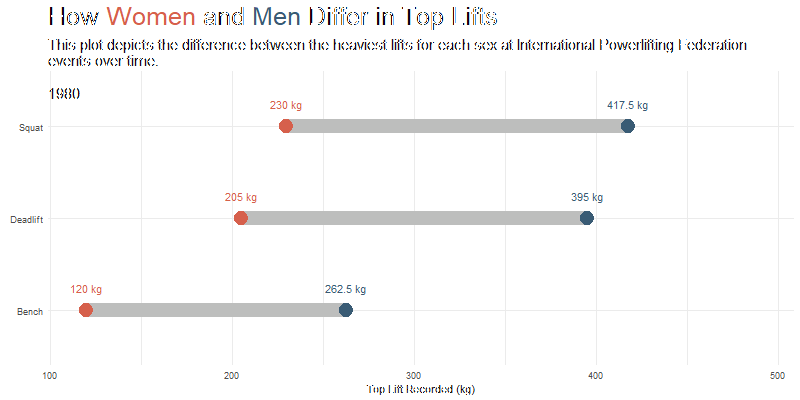 How Women and Men Differ in Top Lifts
This plot depicts the difference between the heaviest lifts for each sex at International Powerlifting Federation
events over time.
1980
230 kg 417.5 kg
Squat
205 kg 395 kg
Deadlift
120 kg 262.5 kg
Bench
100 200 300 400 500
Top Lift Recorded (kg)